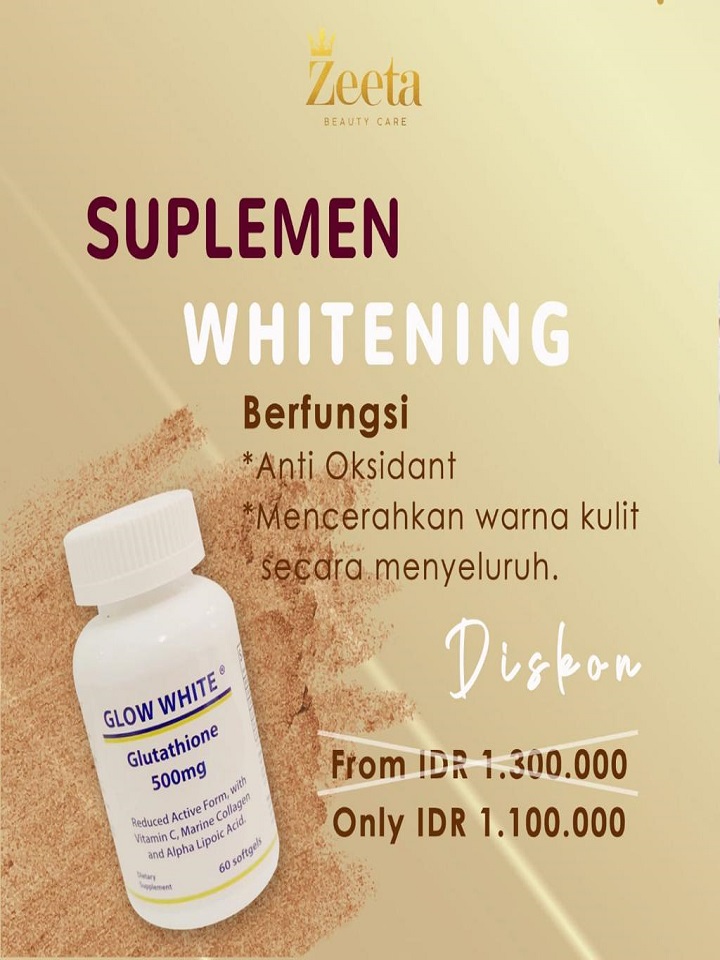 Zeeta
BEAUTY CARE
SUPLEMEN
WHITENING
Berfungsi
*Anti Oksidant
*Mencerahkan warna kulit
secara menyeluruh.
Diskon
From IDR 1.300.000
Only IDR 1.100.000
GLOW WHITE®
Glutathione
500mg
Reduced Active Form, with
Vitamin C, Marine Collagen
and Alpha Lipoic Acid.
Dietary
Supplement
60 softgels